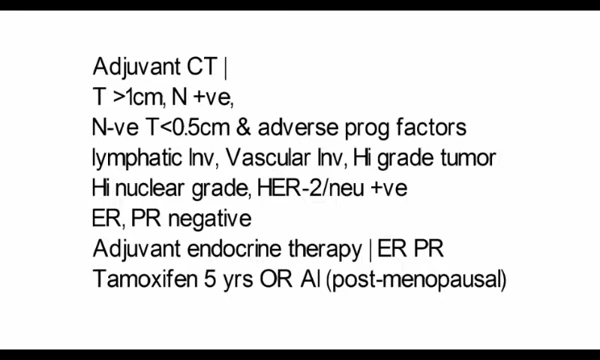 Adjuvant CT |
T >1cm, N +ve,
N-ve T<0.5cm & adverse prog factors
lymphatic Inv, Vascular Inv, Hi grade tumor
Hi nuclear grade, HER-2/neu +ve
ER, PR negative
Adjuvant endocrine therapy | ER PR
Tamoxifen 5 yrs OR AI (post-menopausal)